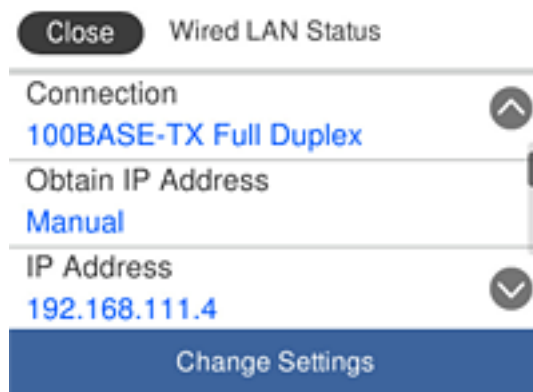 Close Wired LAN Status
Connection
100BASE-TX Full Duplex
Obtain IP Address
Manual
IP Address
192.168.111.4
Change Settings